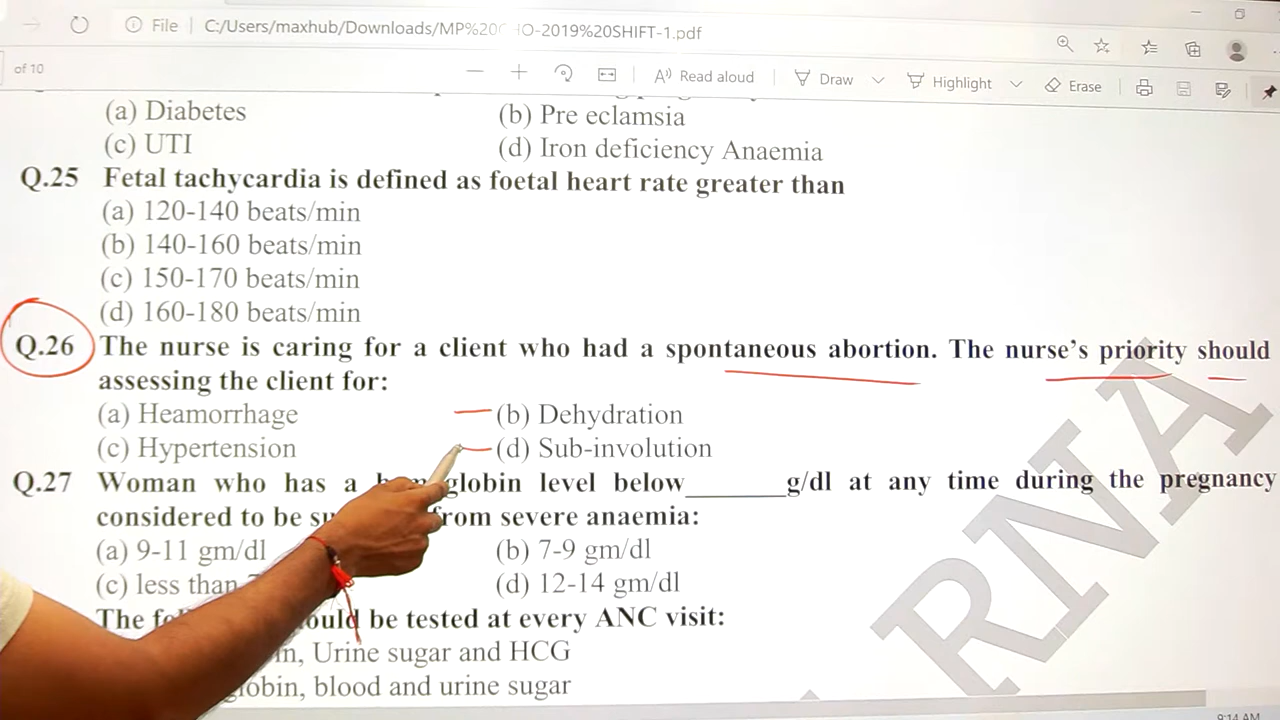 File C:/Users/maxhub/Downloads/MP%20 HO-2019%20SHIFT-1.pdf
of 10
Read aloud Draw Highlight Erase
(a) Diabetes (b) Pre eclamsia
(c) UTI (d) Iron deficiency Anaemia
Q.25 Fetal tachycardia is defined as foetal heart rate greater than
(a) 120-140 beats/min
(b) 140-160 beats/min
(c) 150-170 beats/min
(d) 160-180 beats/min
Q.26 The nurse is caring for a client who had a spontaneous abortion. The nurse's priority should
assessing the client for:
(a) Heamorrhage (b) Dehydration
(c) Hypertension (d) Sub-involution
Q.27 Woman who has a globin level below_______g/dl at any time during the pregnancy
considered to be from severe anaemia:
(a) 9-11 gm/dl (b) 7-9 gm/dl
(c) less than (d) 12-14 gm/dl
The be tested at every ANC visit:
Urine sugar and HCG
blood and urine sugar
RNA
9:14 AM